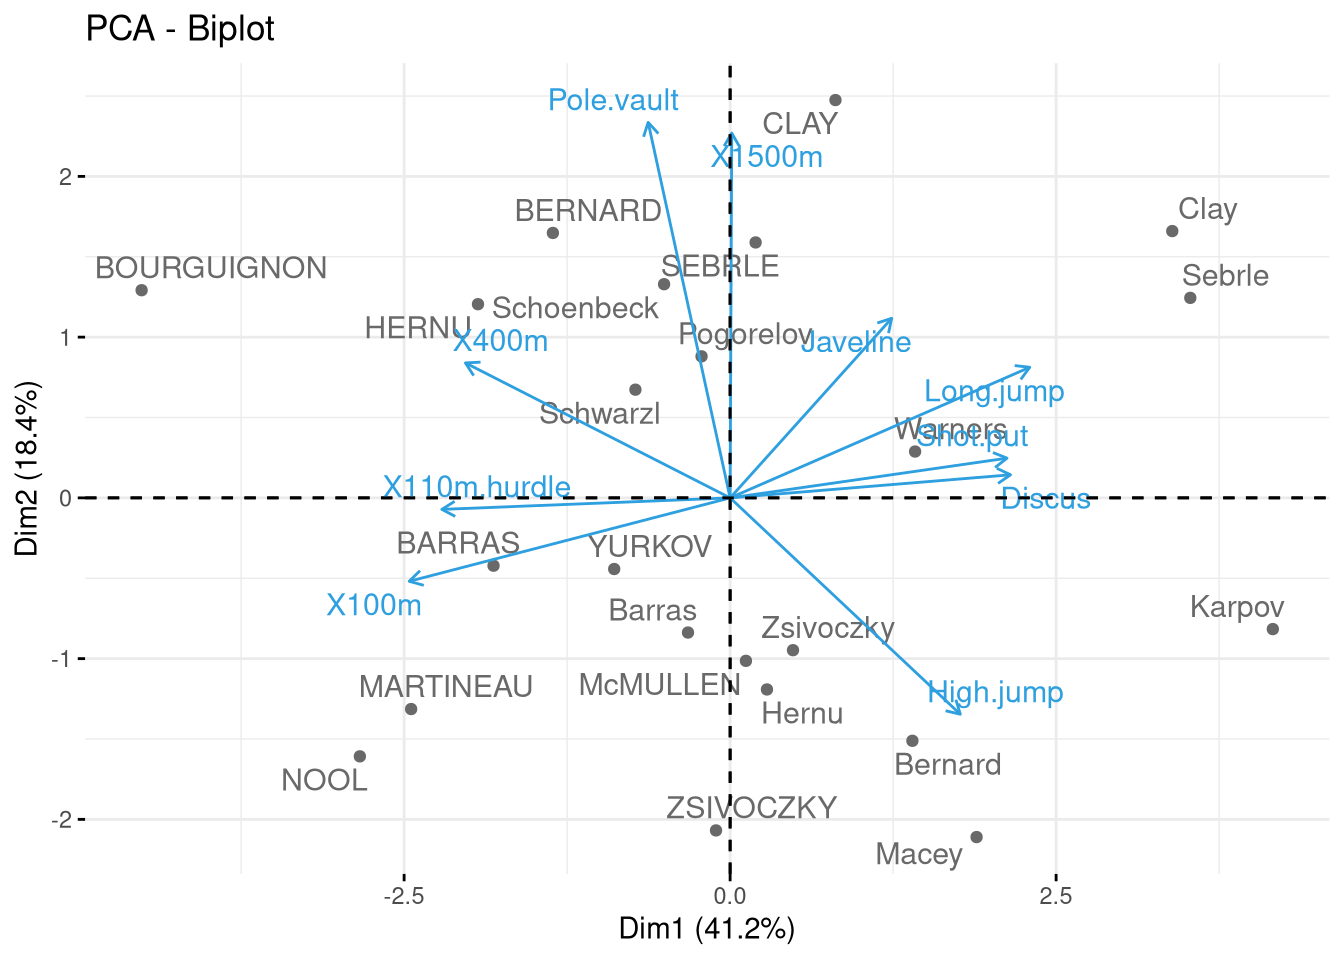 PCA - Biplot
Pole.vault
CLAY
X1500m
2
BERNARD
Clay
SEBRLE
BOURGUIGNON
Sebrle
Schoenbeck
HERNU
Pogorelov
1
X400m
Javeline
Long.jump
Schwarzl
Warners
Shot.put
X110m.hurdle
0
Discus
Dim2 (18.4%)
BARRAS
YURKOV
X100m
Barras
Karpov
Zsivoczky
-1
MARTINEAU
McMULLEN
High.jump
Hernu
Bernard
NOOL
ZSIVOCZKY
-2
Macey
-2.5
0.0
2.5
Dim1 (41.2%)